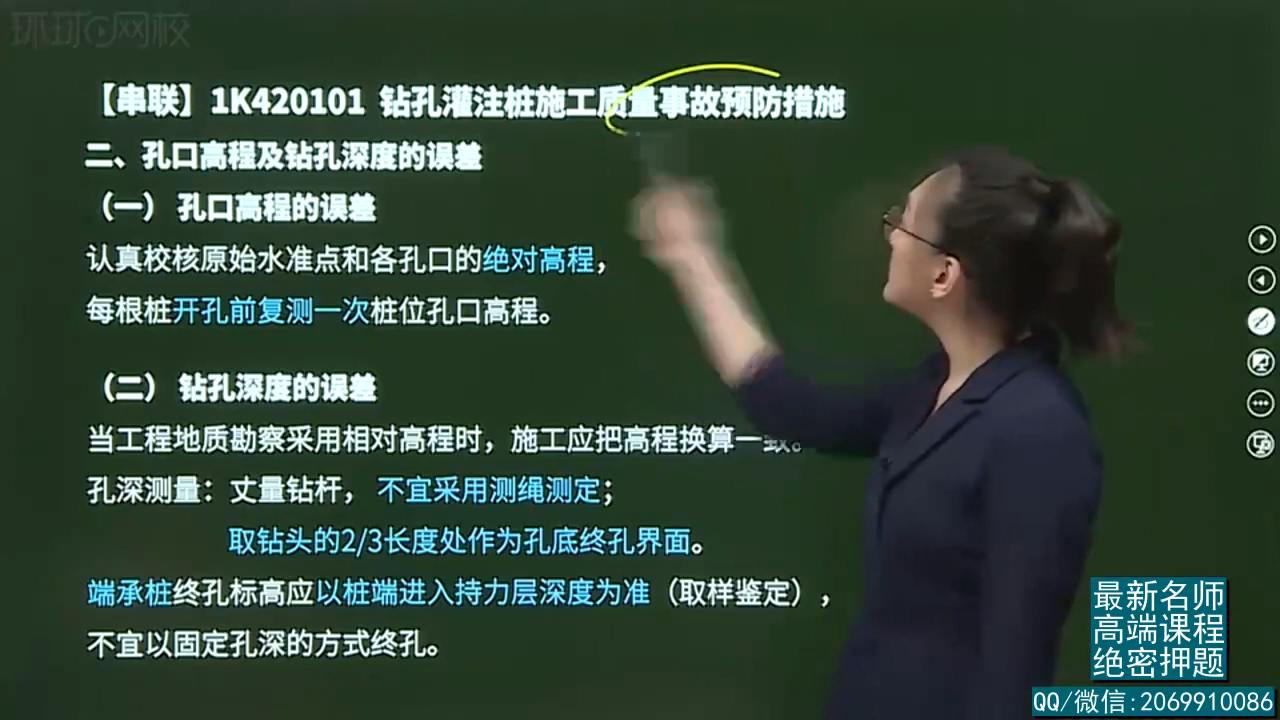 环球网校
【串联】1K420101 钻孔灌注桩施工质量事故预防措施
二、孔口高程及钻孔深度的误差
（一） 孔口高程的误差
认真校核原始水准点和各孔口的绝对高程，
每根桩开孔前复测一次桩位孔口高程。
（二） 钻孔深度的误差
当工程地质勘察采用相对高程时，施工应把高程换算一致。
孔深测量：丈量钻杆， 不宜采用测绳测定；
取钻头的2/3长度处作为孔底终孔界面。
端承桩终孔标高应以桩端进入持力层深度为准（取样鉴定），
不宜以固定孔深的方式终孔。
最新名师
高端课程
绝密押题
QQ/微信:2069910086